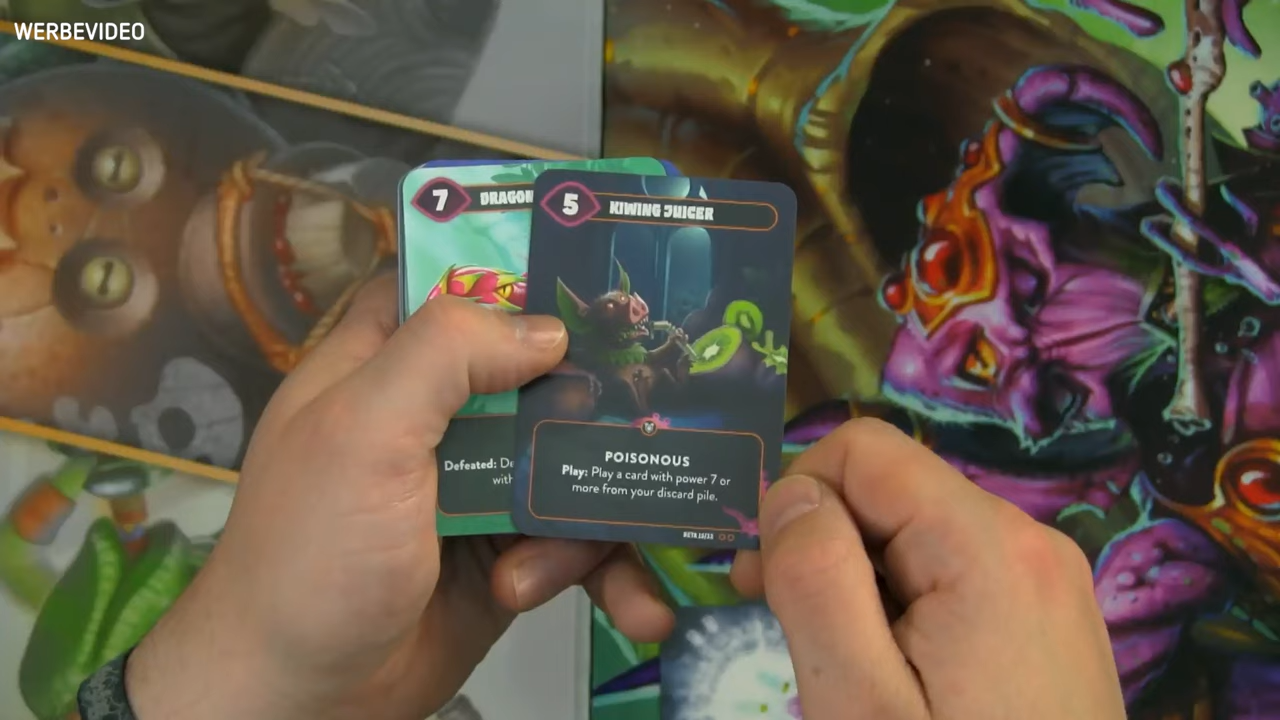 WERBEVIDEO
7 DRAGON
5 KIWING JUICER
Defeated: De
with
POISONOUS
Play: Play a card with power 7 or
more from your discard pile.